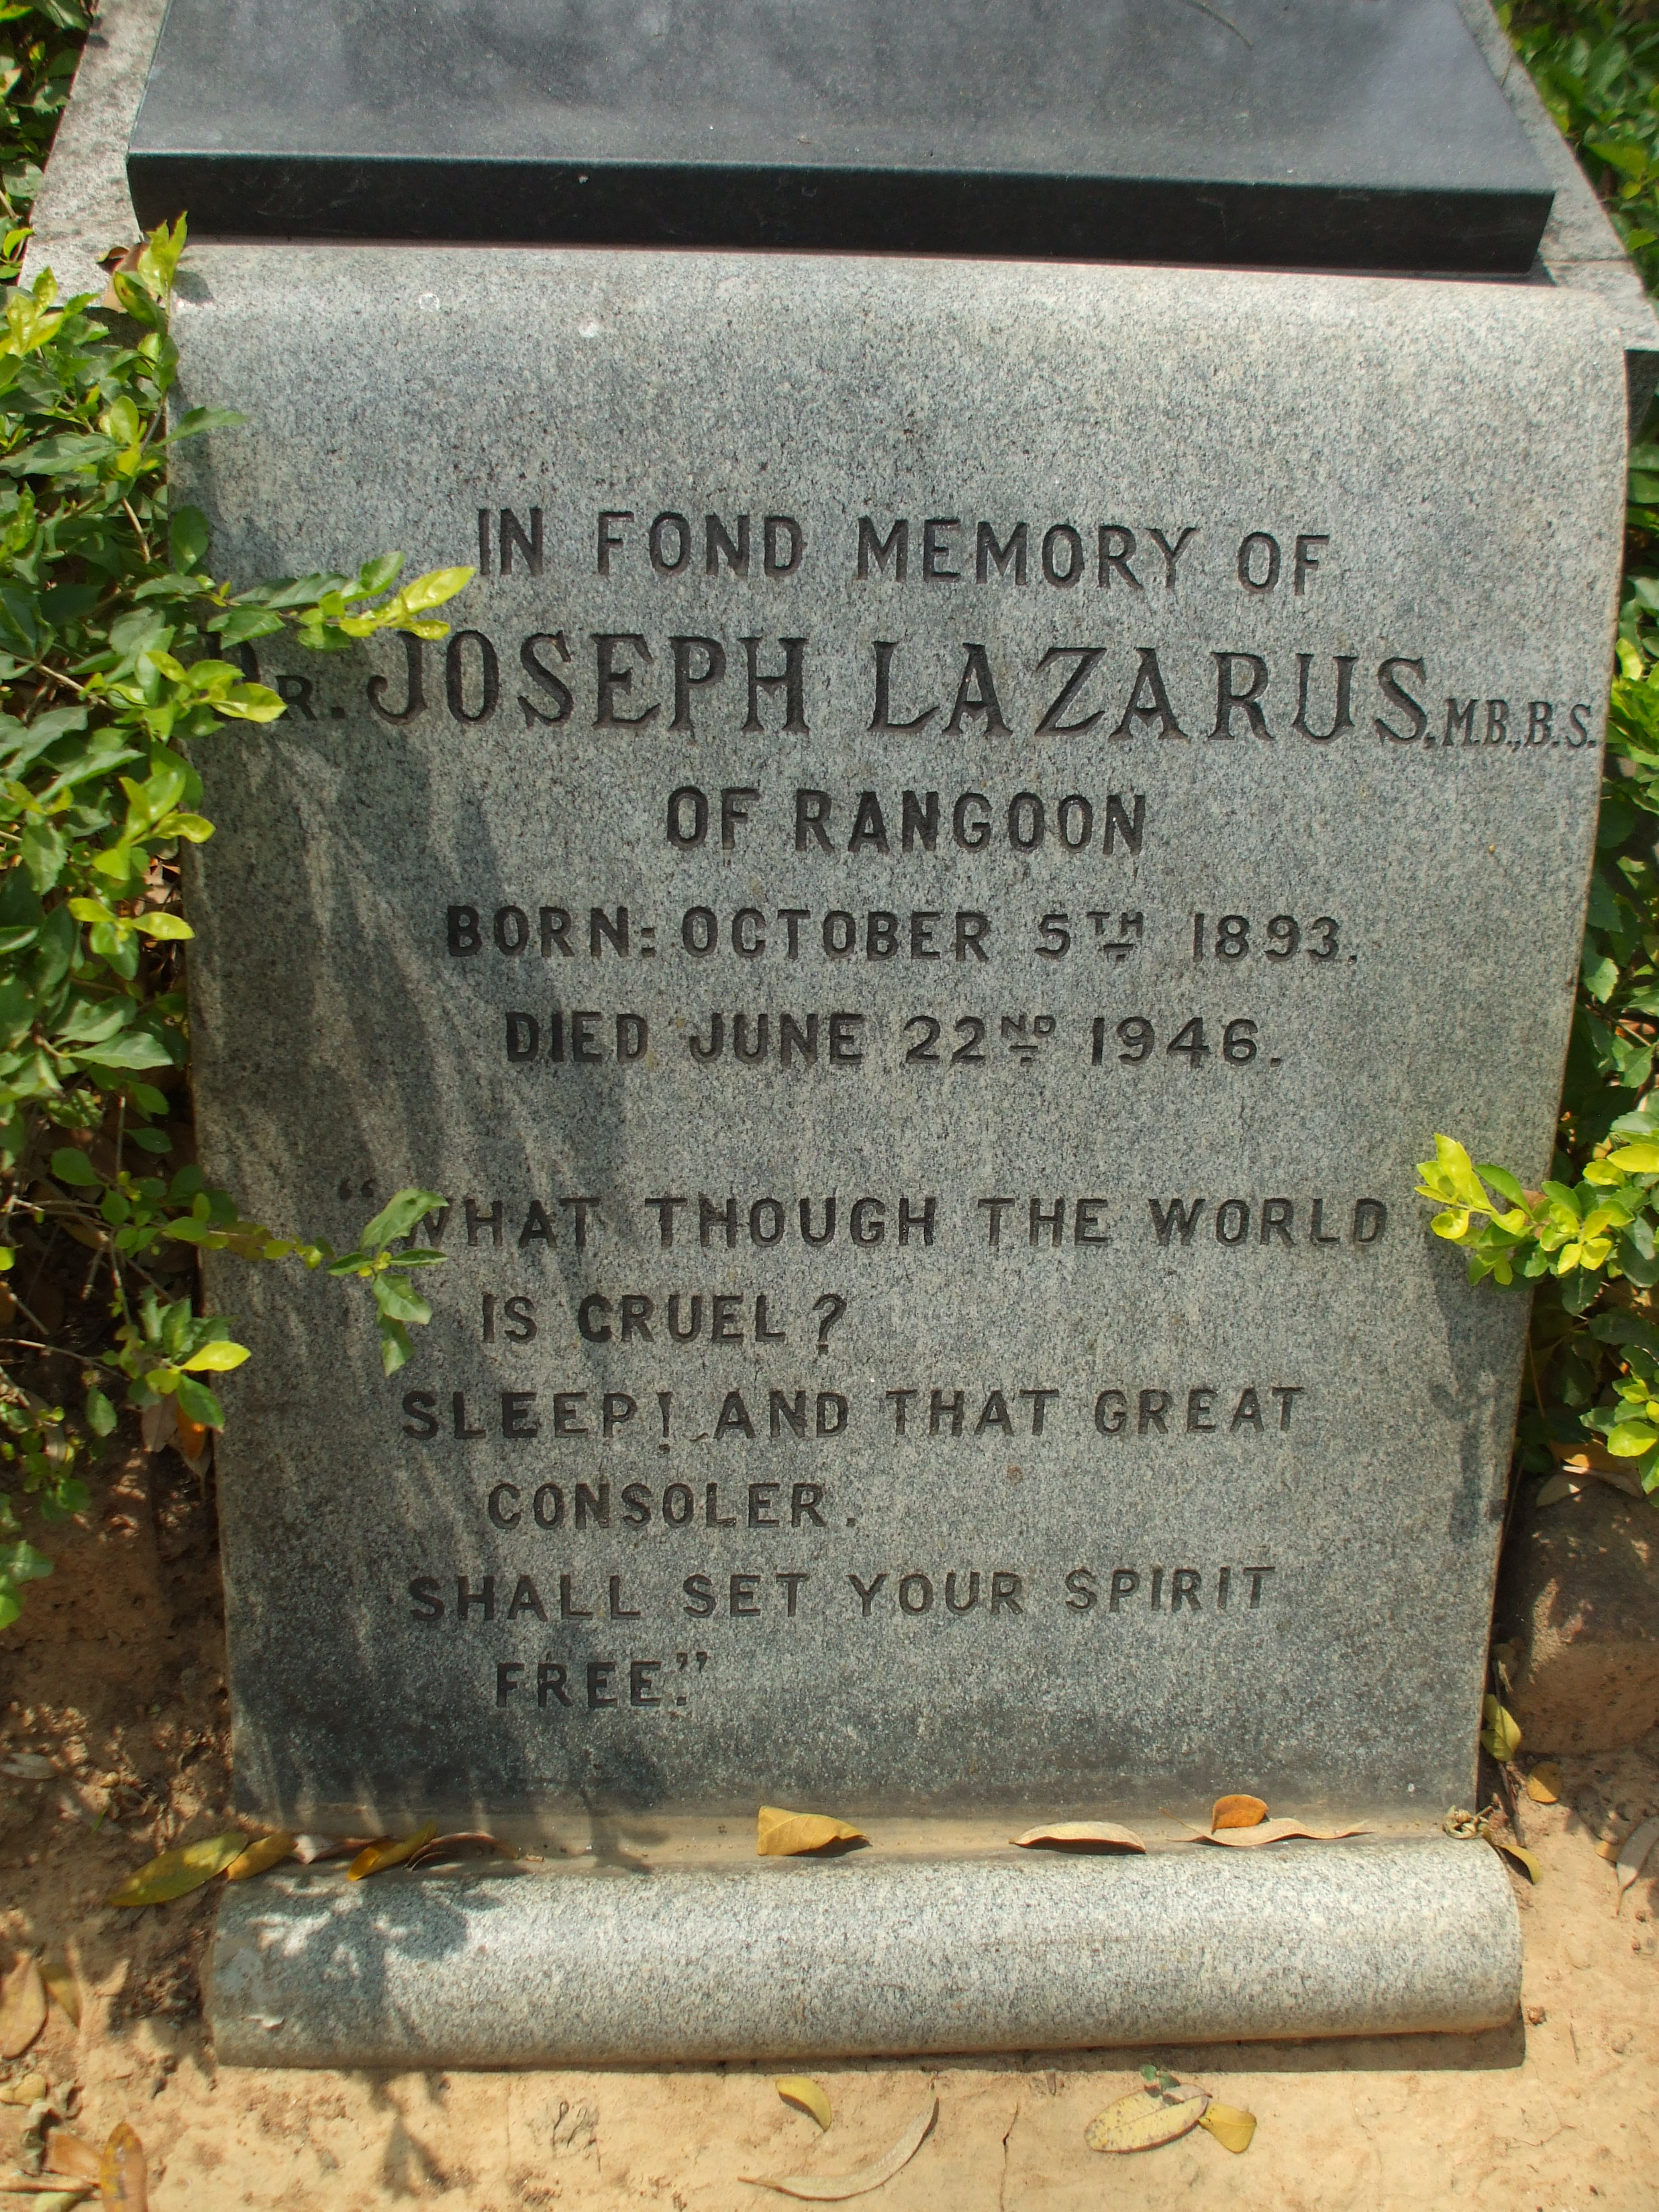 IN FOND MEMORY OF
DR. JOSEPH LAZARUS, M.B., B.S.
OF RANGOON
BORN: OCTOBER 5TH 1893.
DIED JUNE 22ND 1946.
"WHAT THOUGH THE WORLD
IS CRUEL?
SLEEP! AND THAT GREAT
CONSOLER.
SHALL SET YOUR SPIRIT
FREE."